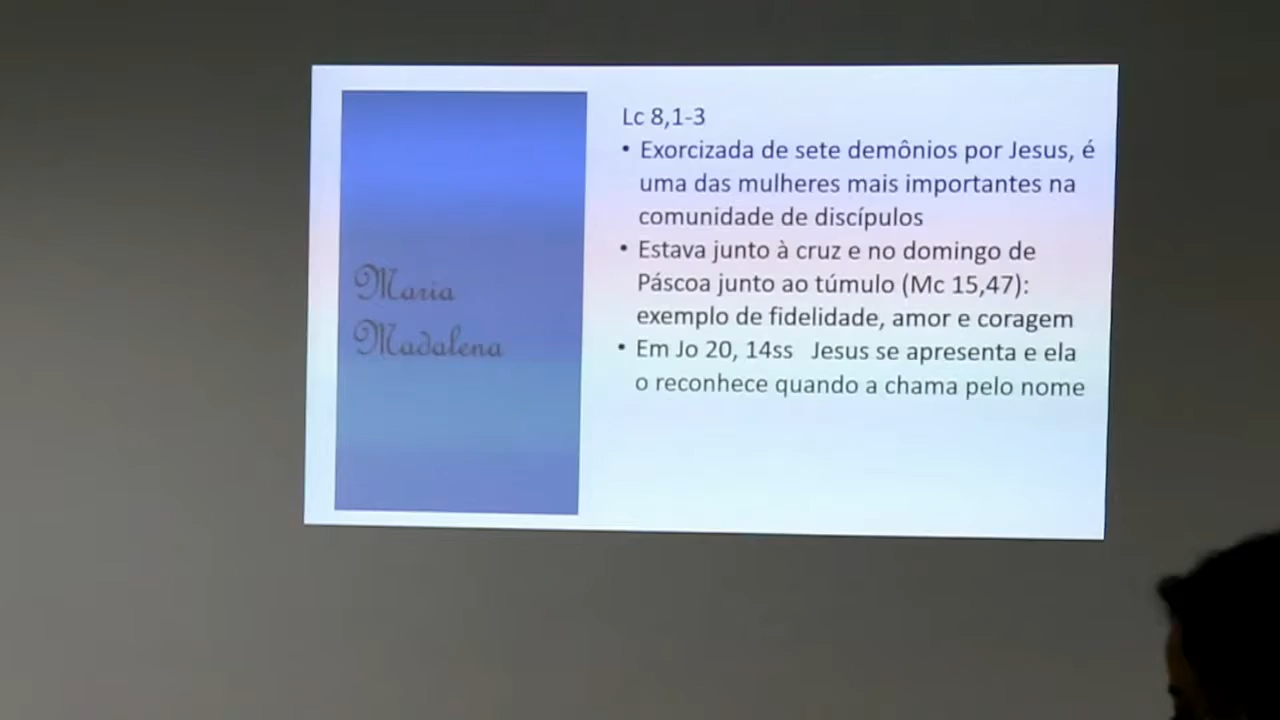 Maria
Madalena
Lc 8,1-3
• Exorcizada de sete demônios por Jesus, é
uma das mulheres mais importantes na
comunidade de discípulos
• Estava junto à cruz e no domingo de
Páscoa junto ao túmulo (Mc 15,47):
exemplo de fidelidade, amor e coragem
• Em Jo 20, 14ss   Jesus se apresenta e ela
o reconhece quando a chama pelo nome